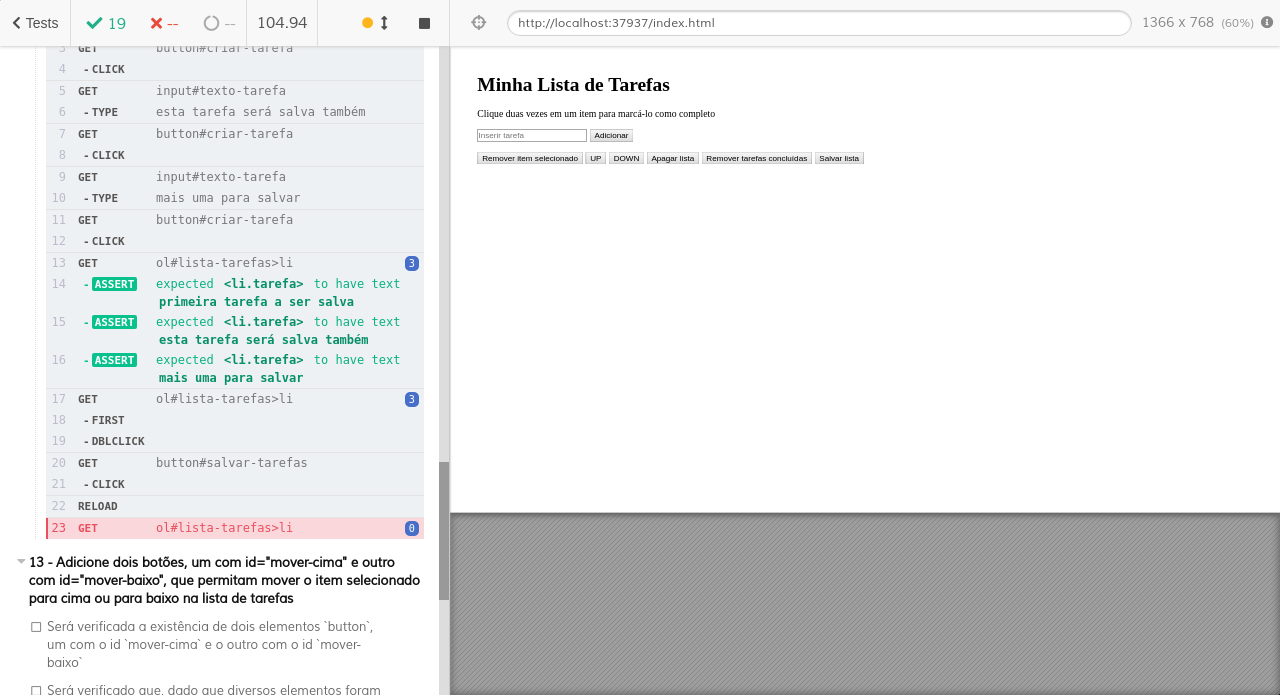 Tests 19 -- -- 104.94
http://localhost:37937/index.html 1366 x 768 (60%)
3 GET button#criar-tarefa
4 - CLICK
5 GET input#texto-tarefa
6 - TYPE esta tarefa será salva também
7 GET button#criar-tarefa
8 - CLICK
9 GET input#texto-tarefa
10 - TYPE mais uma para salvar
11 GET button#criar-tarefa
12 - CLICK
13 GET ol#lista-tarefas>li 3
14 - ASSERT expected <li.tarefa> to have text
primeira tarefa a ser salva
15 - ASSERT expected <li.tarefa> to have text
esta tarefa será salva também
16 - ASSERT expected <li.tarefa> to have text
mais uma para salvar
17 GET ol#lista-tarefas>li 3
18 - FIRST
19 - DBLCLICK
20 GET button#salvar-tarefas
21 - CLICK
22 RELOAD
23 GET ol#lista-tarefas>li 0
13 - Adicione dois botões, um com id="mover-cima" e outro
com id="mover-baixo", que permitam mover o item selecionado
para cima ou para baixo na lista de tarefas
Será verificada a existência de dois elementos `button`,
um com o id `mover-cima` e o outro com o id `mover-
baixo`
Será verificado que, dado que diversos elementos foram
Minha Lista de Tarefas
Clique duas vezes em um item para marcá-lo como completo
Inserir tarefa Adicionar
Remover item selecionado UP DOWN Apagar lista Remover tarefas concluídas Salvar lista